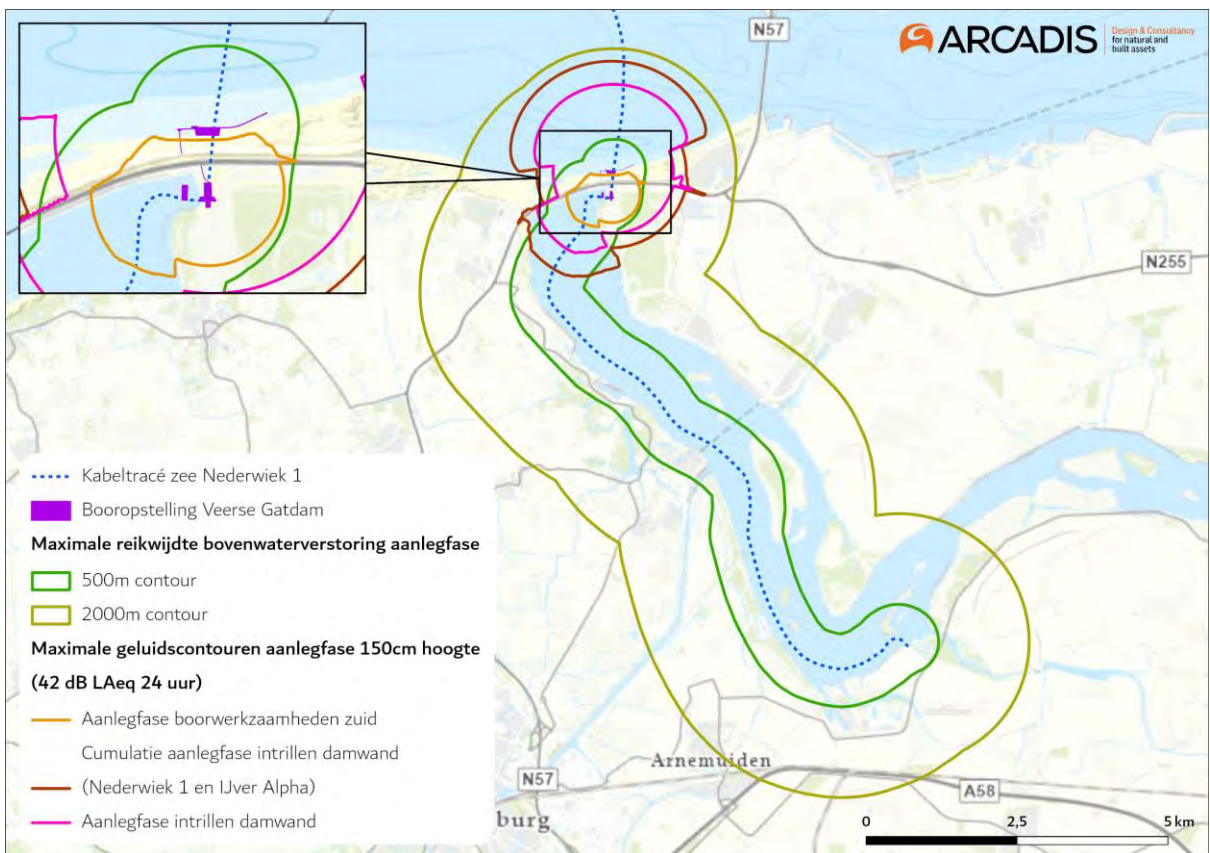 N57
ARCADIS
Design & Consultancy
for natural and
built assets
N255
Kabeltracé zee Nederwiek 1
Booropstelling Veerse Gatdam
Maximale reikwijdte bovenwaterverstoring aanlegfase
500m contour
2000m contour
Maximale geluidscontouren aanlegfase 150cm hoogte
(42 dB LAeq 24 uur)
Aanlegfase boorwerkzaamheden zuid
Cumulatie aanlegfase intrillen damwand
(Nederwiek 1 en IJver Alpha)
Aanlegfase intrillen damwand
Arnemuiden
N57
A58
burg
0 2,5 5 km